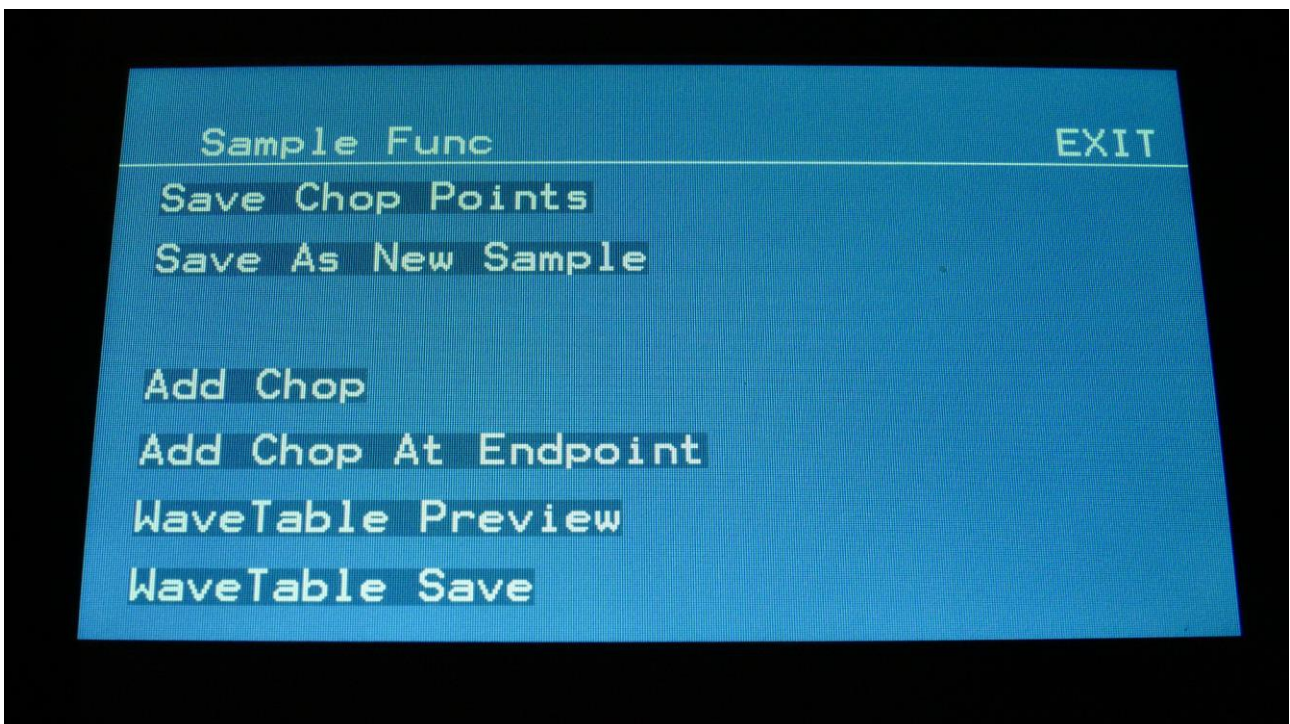 Sample Func EXIT
Save Chop Points
Save As New Sample
Add Chop
Add Chop At Endpoint
WaveTable Preview
WaveTable Save